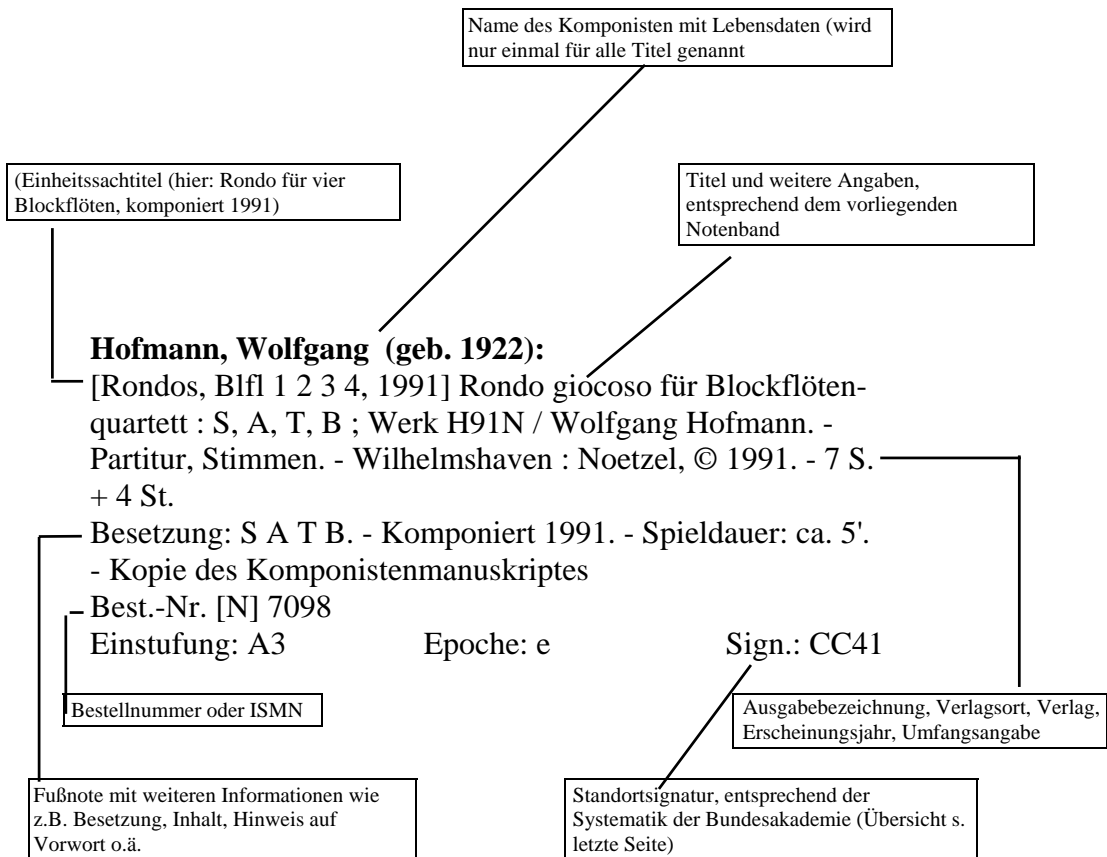 Name des Komponisten mit Lebensdaten (wird
nur einmal für alle Titel genannt
(Einheitssachtitel (hier: Rondo für vier
Blockflöten, komponiert 1991)
Titel und weitere Angaben,
entsprechend dem vorliegenden
Notenband
Hofmann, Wolfgang (geb. 1922):
[Rondos, Blfl 1 2 3 4, 1991] Rondo giocoso für Blockflöten-
quartett : S, A, T, B ; Werk H91N / Wolfgang Hofmann. -
Partitur, Stimmen. - Wilhelmshaven : Noetzel, © 1991. - 7 S.
+ 4 St.
Besetzung: S A T B. - Komponiert 1991. - Spieldauer: ca. 5'.
- Kopie des Komponistenmanuskriptes
Best.-Nr. [N] 7098
Einstufung: A3 Epoche: e Sign.: CC41
Bestellnummer oder ISMN
Ausgabebezeichnung, Verlagsort, Verlag,
Erscheinungsjahr, Umfangsangabe
Fußnote mit weiteren Informationen wie
z.B. Besetzung, Inhalt, Hinweis auf
Vorwort o.ä.
Standortsignatur, entsprechend der
Systematik der Bundesakademie (Übersicht s.
letzte Seite)